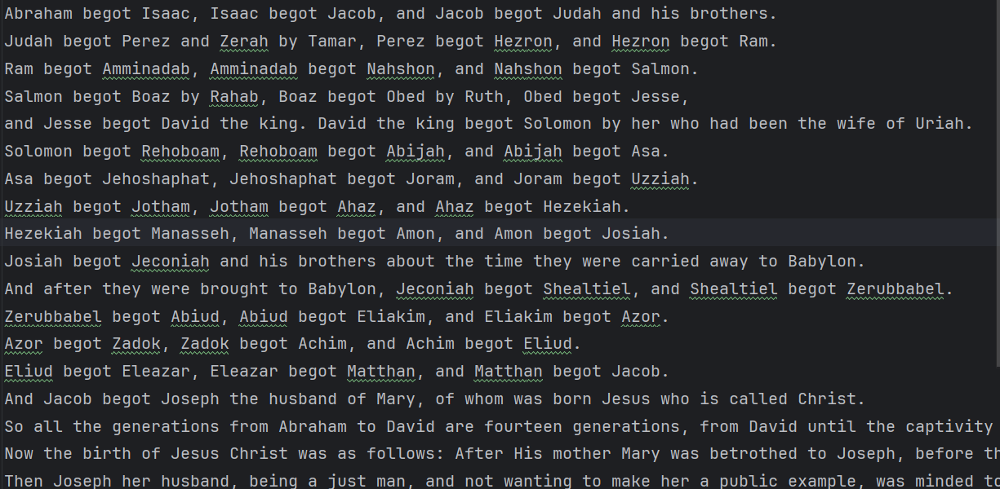 Abraham begot Isaac, Isaac begot Jacob, and Jacob begot Judah and his brothers.
Judah begot Perez and Zerah by Tamar, Perez begot Hezron, and Hezron begot Ram.
Ram begot Amminadab, Amminadab begot Nahshon, and Nahshon begot Salmon.
Salmon begot Boaz by Rahab, Boaz begot Obed by Ruth, Obed begot Jesse,
and Jesse begot David the king. David the king begot Solomon by her who had been the wife of Uriah.
Solomon begot Rehoboam, Rehoboam begot Abijah, and Abijah begot Asa.
Asa begot Jehoshaphat, Jehoshaphat begot Joram, and Joram begot Uzziah.
Uzziah begot Jotham, Jotham begot Ahaz, and Ahaz begot Hezekiah.
Hezekiah begot Manasseh, Manasseh begot Amon, and Amon begot Josiah.
Josiah begot Jeconiah and his brothers about the time they were carried away to Babylon.
And after they were brought to Babylon, Jeconiah begot Shealtiel, and Shealtiel begot Zerubbabel.
Zerubbabel begot Abiud, Abiud begot Eliakim, and Eliakim begot Azor.
Azor begot Zadok, Zadok begot Achim, and Achim begot Eliud.
Eliud begot Eleazar, Eleazar begot Matthan, and Matthan begot Jacob.
And Jacob begot Joseph the husband of Mary, of whom was born Jesus who is called Christ.
So all the generations from Abraham to David are fourteen generations, from David until the captivity
Now the birth of Jesus Christ was as follows: After His mother Mary was betrothed to Joseph, before th
Then Joseph her husband, being a just man, and not wanting to make her a public example, was minded to